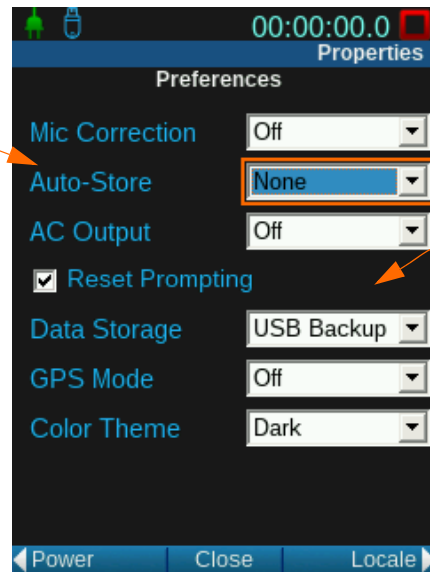 00:00:00.0
Properties
Preferences
Mic Correction Off
Auto-Store None
AC Output Off
Reset Prompting
Data Storage USB Backup
GPS Mode Off
Color Theme Dark
Power Close Locale